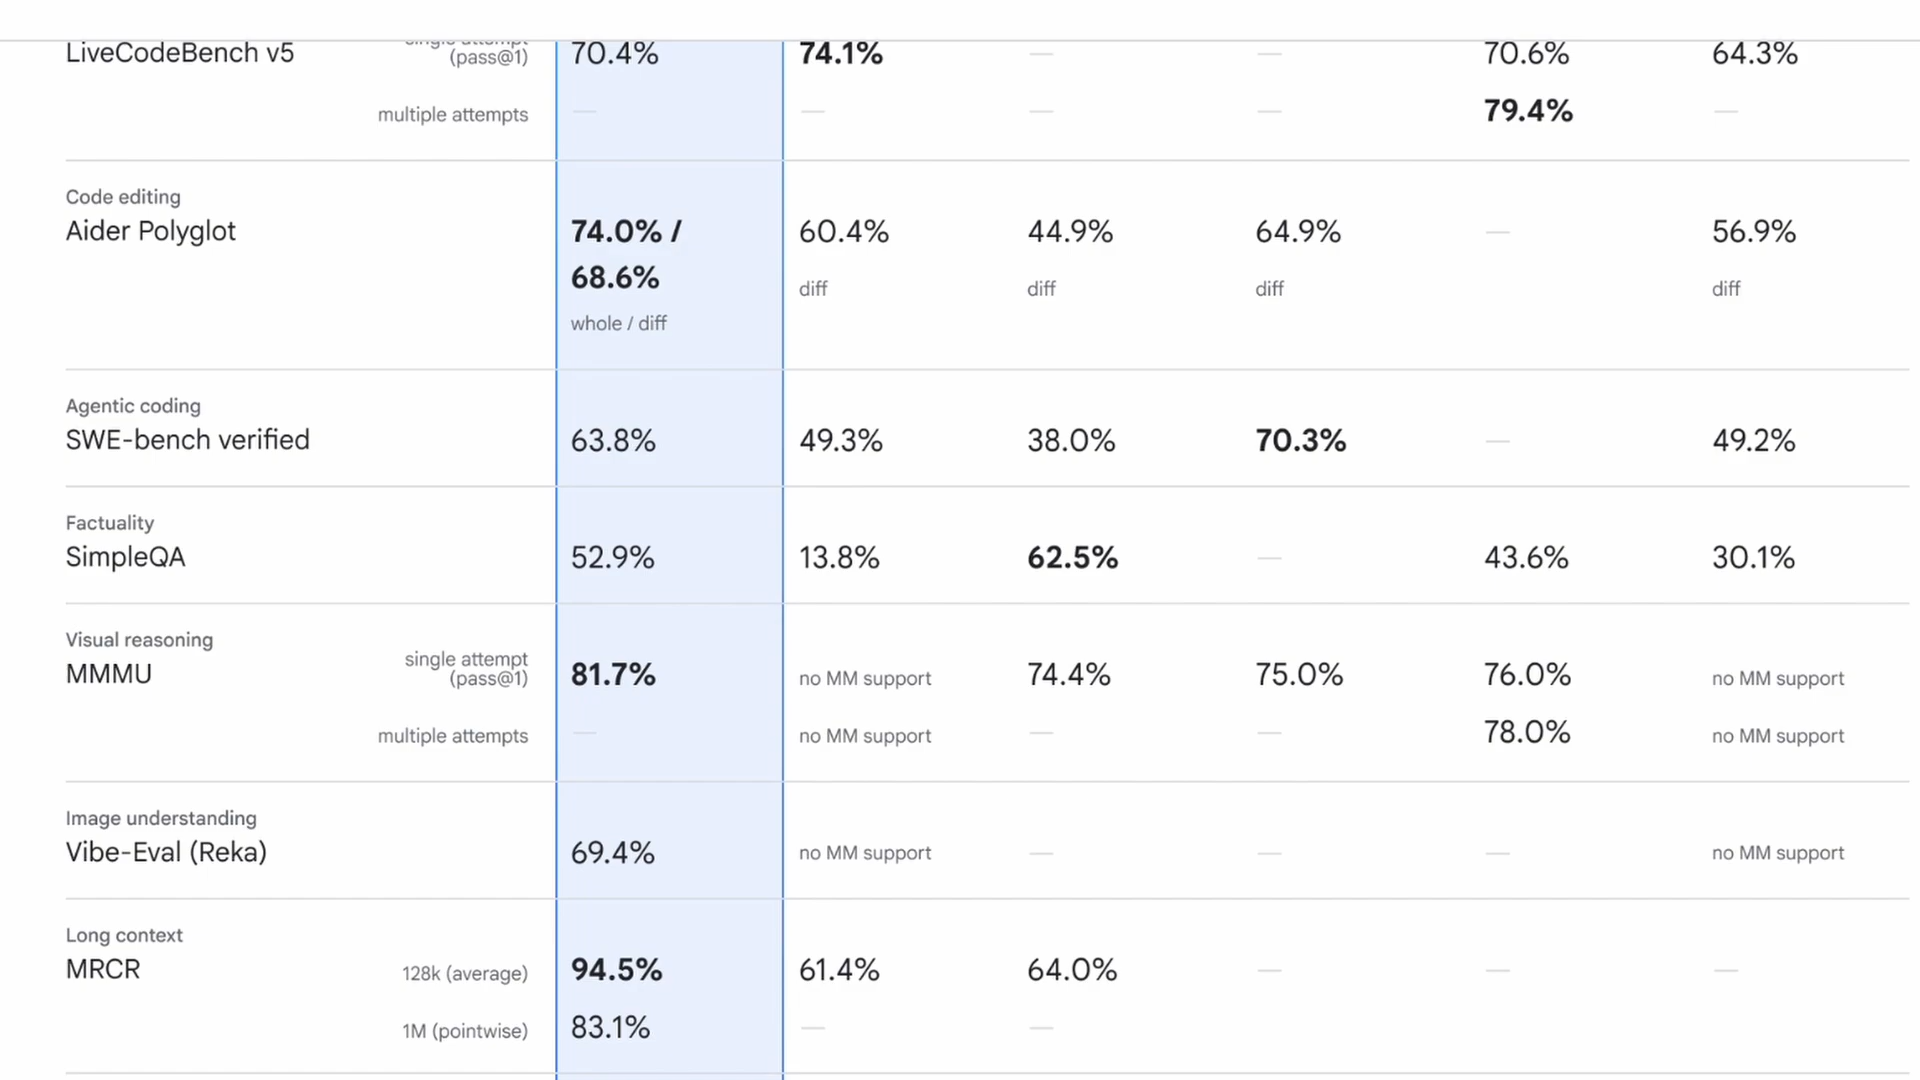 single attempt
LiveCodeBench v5 (pass@1) 70.4% 74.1% — — 70.6% 64.3%
multiple attempts — — — — 79.4% —
Code editing
Aider Polyglot 74.0% / 60.4% 44.9% 64.9% — 56.9%
68.6% diff diff diff diff
whole / diff
Agentic coding
SWE-bench verified 63.8% 49.3% 38.0% 70.3% — 49.2%
Factuality
SimpleQA 52.9% 13.8% 62.5% — 43.6% 30.1%
Visual reasoning
single attempt
MMMU (pass@1) 81.7% no MM support 74.4% 75.0% 76.0% no MM support
multiple attempts — no MM support — — 78.0% no MM support
Image understanding
Vibe-Eval (Reka) 69.4% no MM support — — — no MM support
Long context
MRCR 128k (average) 94.5% 61.4% 64.0% — — —
1M (pointwise) 83.1% — —